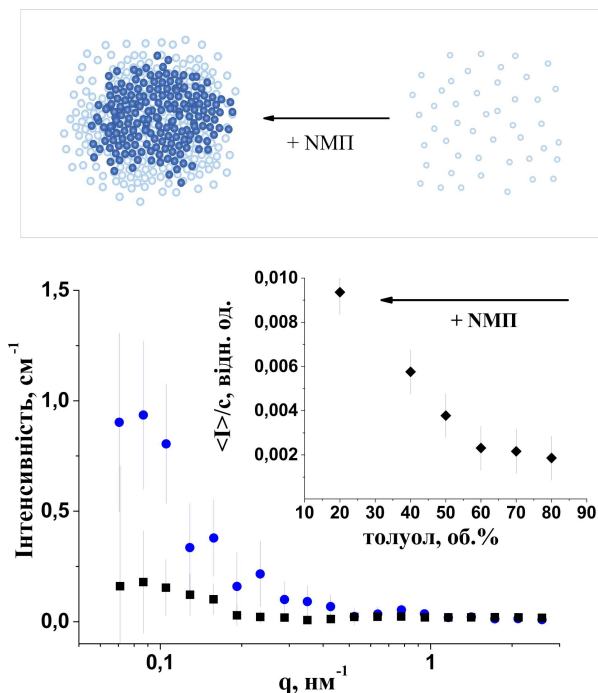 + НМП
1,5
1,0
0,5
0,0
Інтенсивність, см⁻¹
0,1
1
q, нм⁻¹
0,010
0,008
0,006
0,004
0,002
<I>/c, відн. од.
+ НМП
10 20 30 40 50 60 70 80 90
толуол, об.%